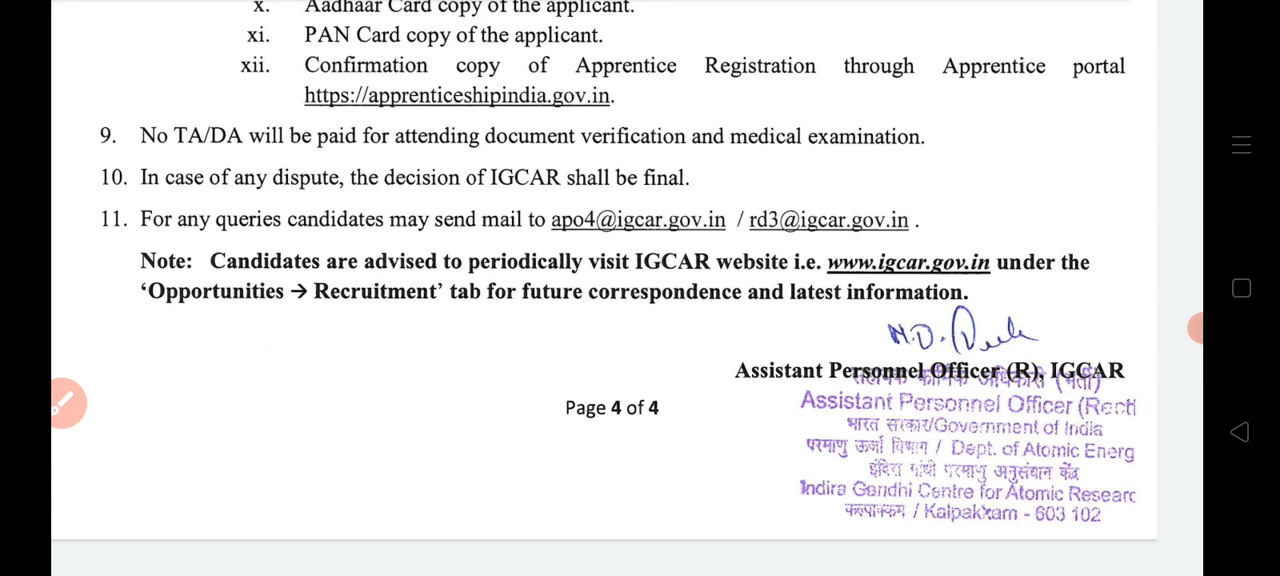 x. Aadhaar Card copy of the applicant.
xi. PAN Card copy of the applicant.
xii. Confirmation copy of Apprentice Registration through Apprentice portal
https://apprenticeshipindia.gov.in.
9. No TA/DA will be paid for attending document verification and medical examination.
10. In case of any dispute, the decision of IGCAR shall be final.
11. For any queries candidates may send mail to apo4@igcar.gov.in / rd3@igcar.gov.in .
Note: Candidates are advised to periodically visit IGCAR website i.e. www.igcar.gov.in under the
‘Opportunities → Recruitment’ tab for future correspondence and latest information.
Assistant Personnel Officer (R), IGCAR
Page 4 of 4
सहायक कार्मिक अधिकारी (भर्ती)
Assistant Personnel Officer (Rectt
भारत सरकार/Government of India
परमाणु ऊर्जा विभाग / Dept. of Atomic Energ
इंदिरा गांधी परमाणु अनुसंधान केंद्र
Indira Gandhi Centre for Atomic Researc
कल्पाक्कम / Kalpakkam - 603 102